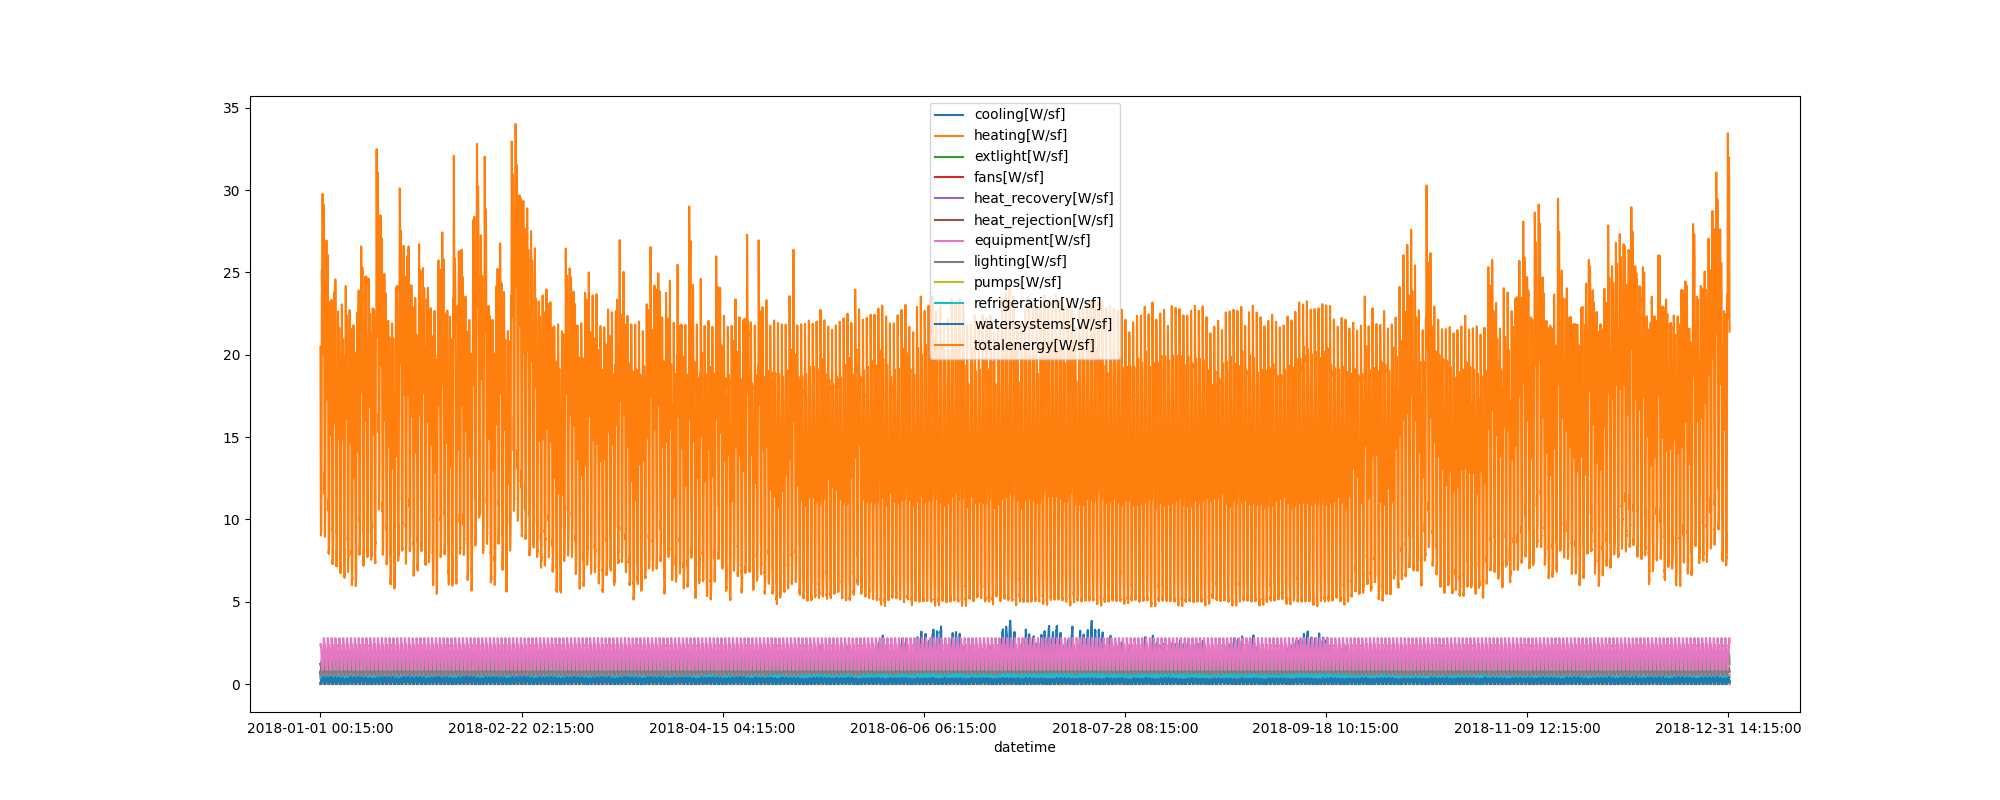 35
30
25
20
15
10
5
0
cooling[W/sf]
heating[W/sf]
extlight[W/sf]
fans[W/sf]
heat_recovery[W/sf]
heat_rejection[W/sf]
equipment[W/sf]
lighting[W/sf]
pumps[W/sf]
refrigeration[W/sf]
watersystems[W/sf]
totalenergy[W/sf]
2018-01-01 00:15:00
2018-02-22 02:15:00
2018-04-15 04:15:00
2018-06-06 06:15:00
2018-07-28 08:15:00
2018-09-18 10:15:00
2018-11-09 12:15:00
2018-12-31 14:15:00
datetime